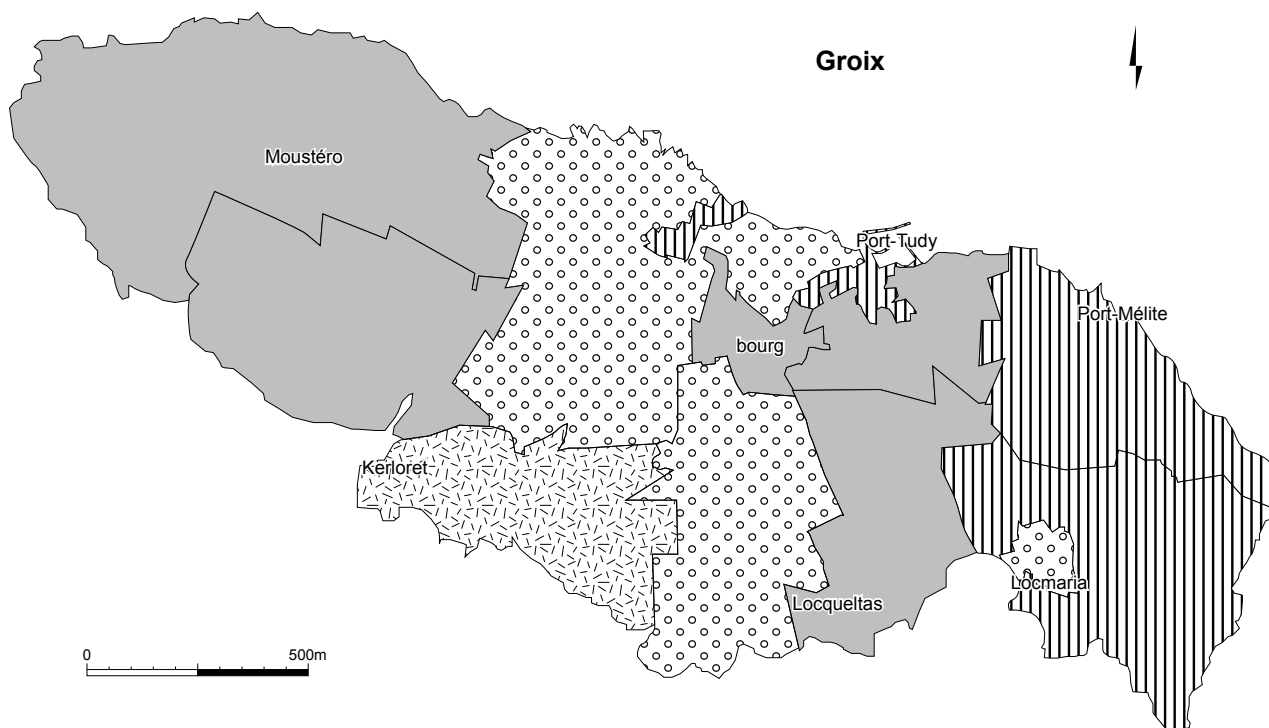 Groix
Moustéro
Port-Tudy
Port-Mélite
bourg
Kerloret
Locmaria
Locqueltas
0 500m